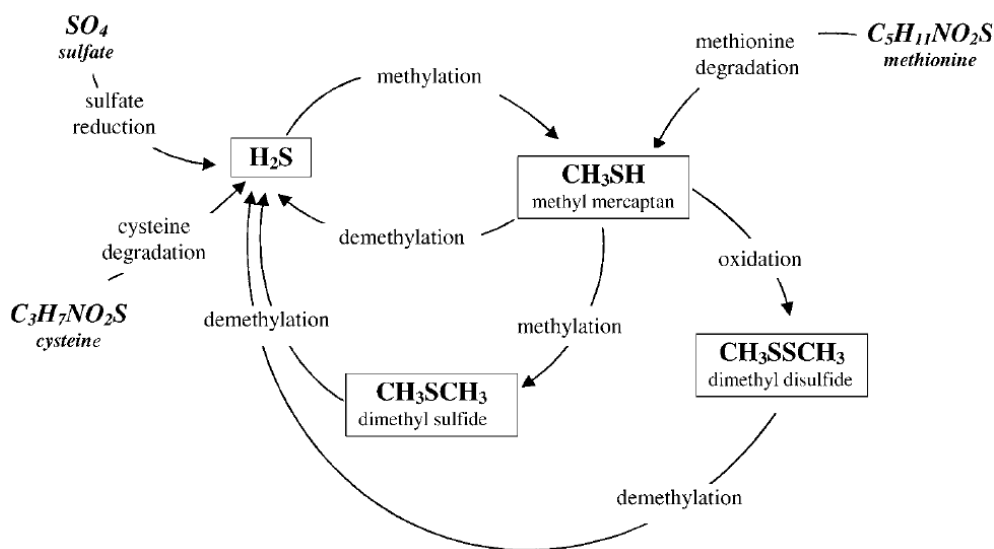 SO₄
sulfate
sulfate
reduction
methylation
methionine
degradation
C₅H₁₁NO₂S
methionine
H₂S
CH₃SH
methyl mercaptan
cysteine
degradation
demethylation
oxidation
C₃H₇NO₂S
cysteine
demethylation
methylation
CH₃SCH₃
dimethyl sulfide
CH₃SSCH₃
dimethyl disulfide
demethylation